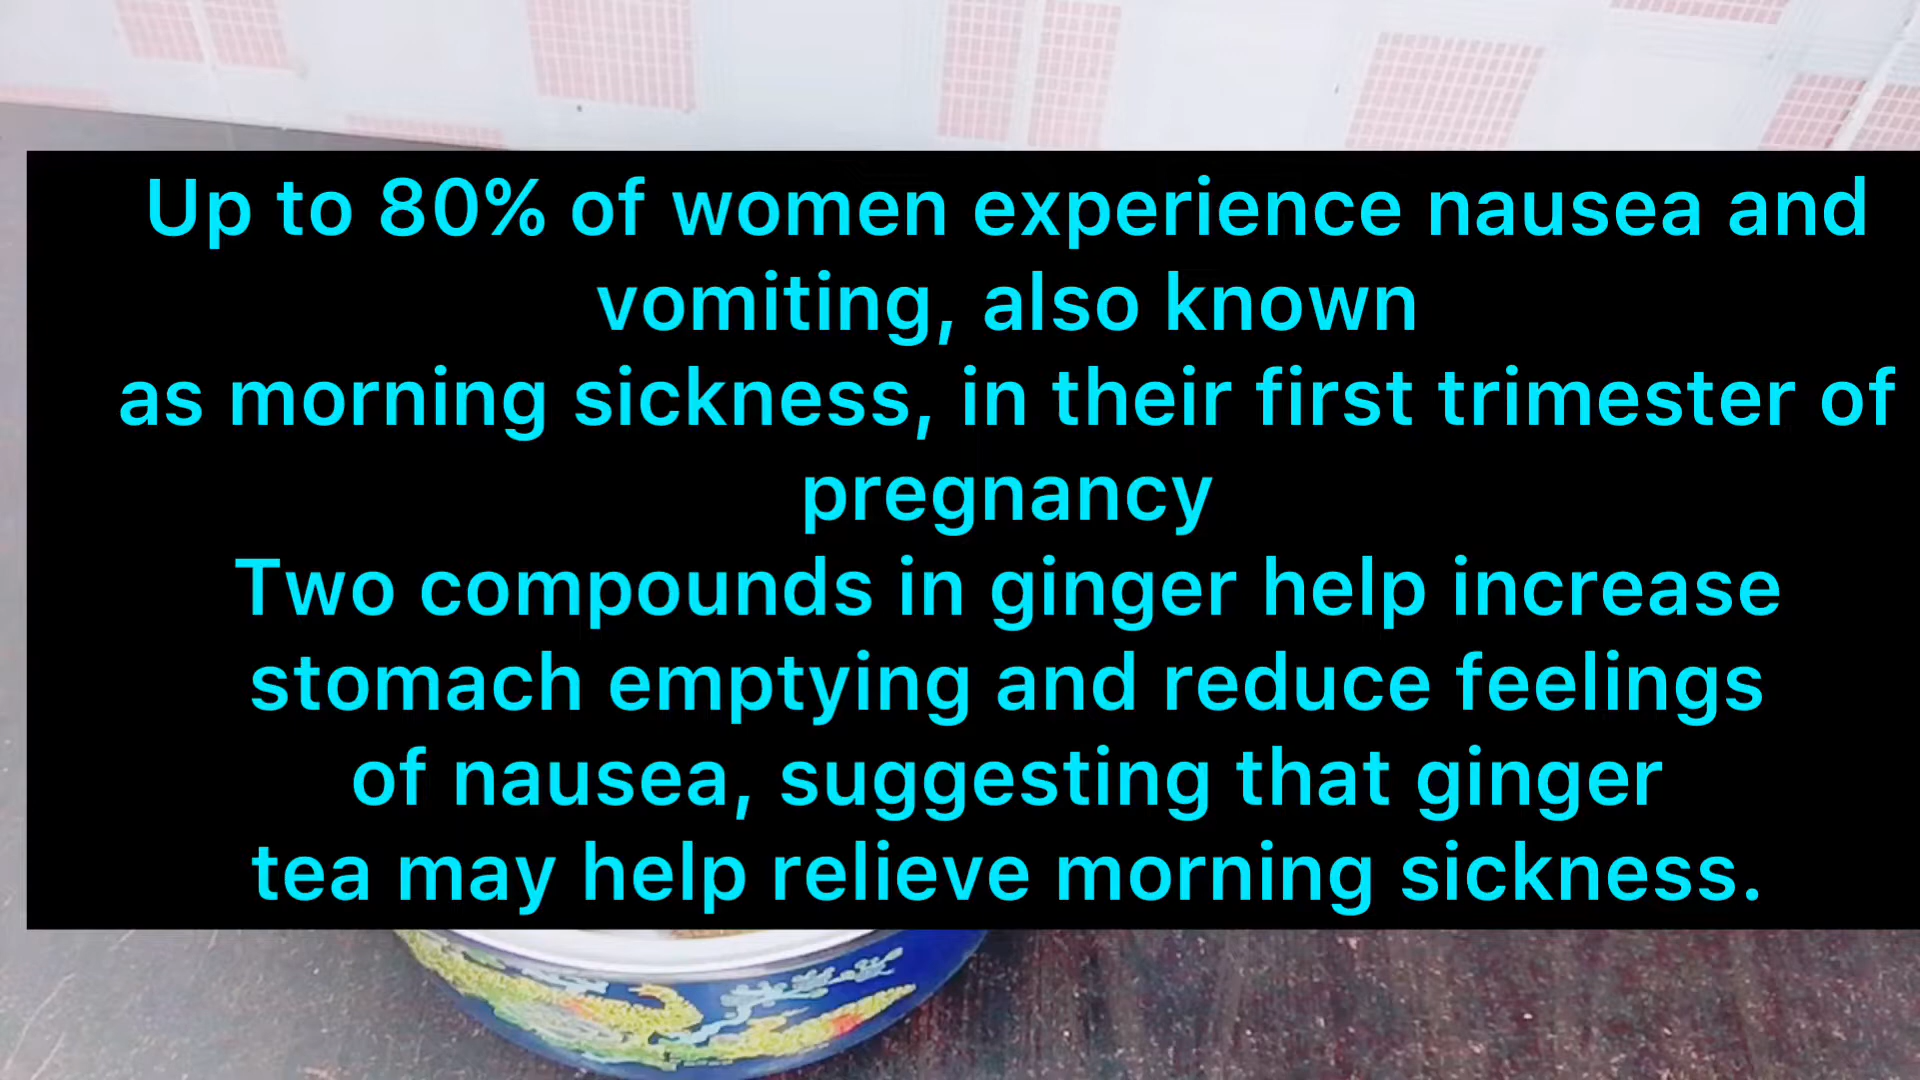 Up to 80% of women experience nausea and
vomiting, also known
as morning sickness, in their first trimester of
pregnancy
Two compounds in ginger help increase
stomach emptying and reduce feelings
of nausea, suggesting that ginger
tea may help relieve morning sickness.